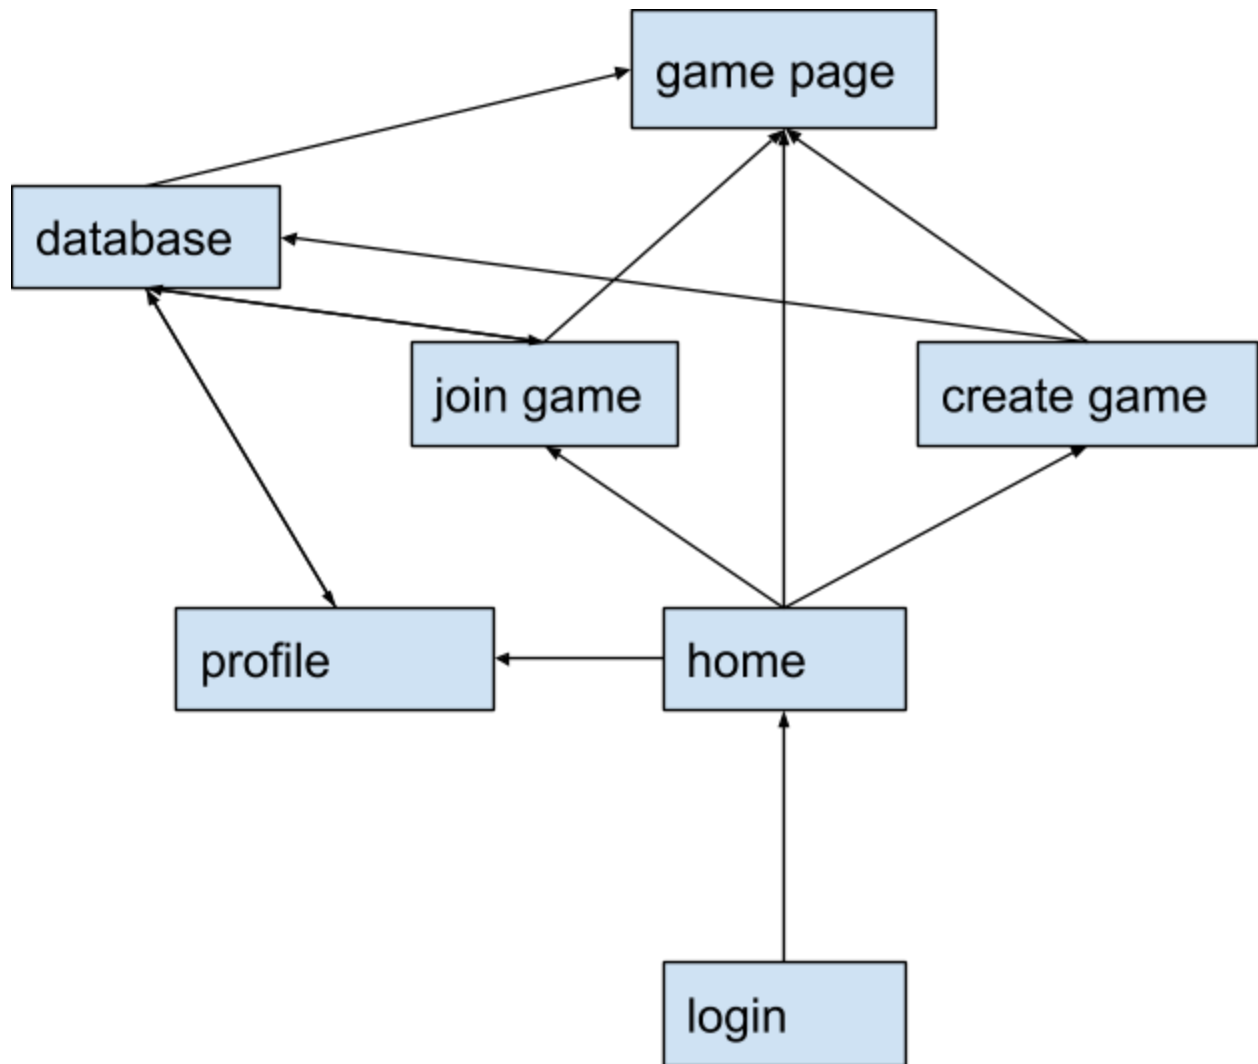 game page
database
join game
create game
profile
home
login